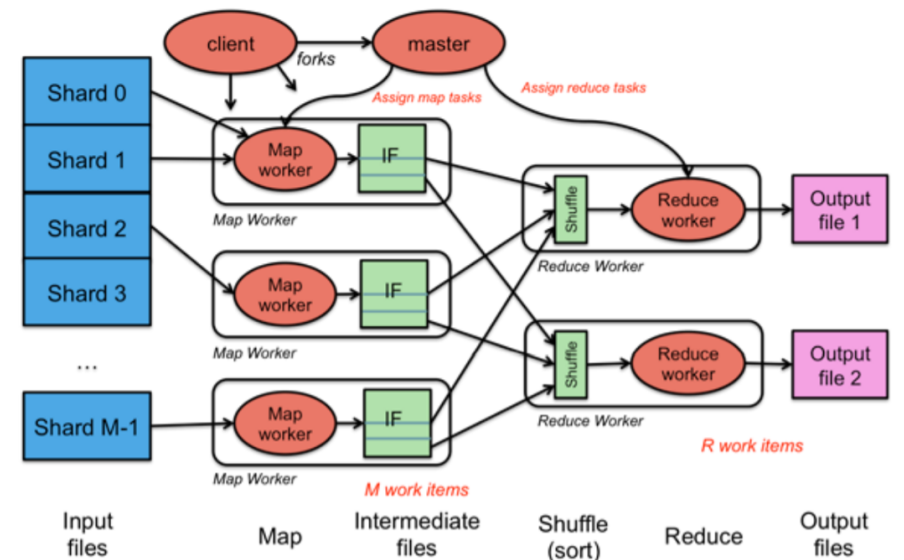 client
master
forks
Assign map tasks
Assign reduce tasks
Shard 0
Shard 1
Shard 2
Shard 3
...
Shard M-1
Map
worker
IF
Map Worker
Map
worker
IF
Map Worker
Map
worker
IF
Map Worker
M work items
Shuffle
Reduce
worker
Reduce Worker
Shuffle
Reduce
worker
Reduce Worker
R work items
Output
file 1
Output
file 2
Input
files
Map
Intermediate
files
Shuffle
(sort)
Reduce
Output
files